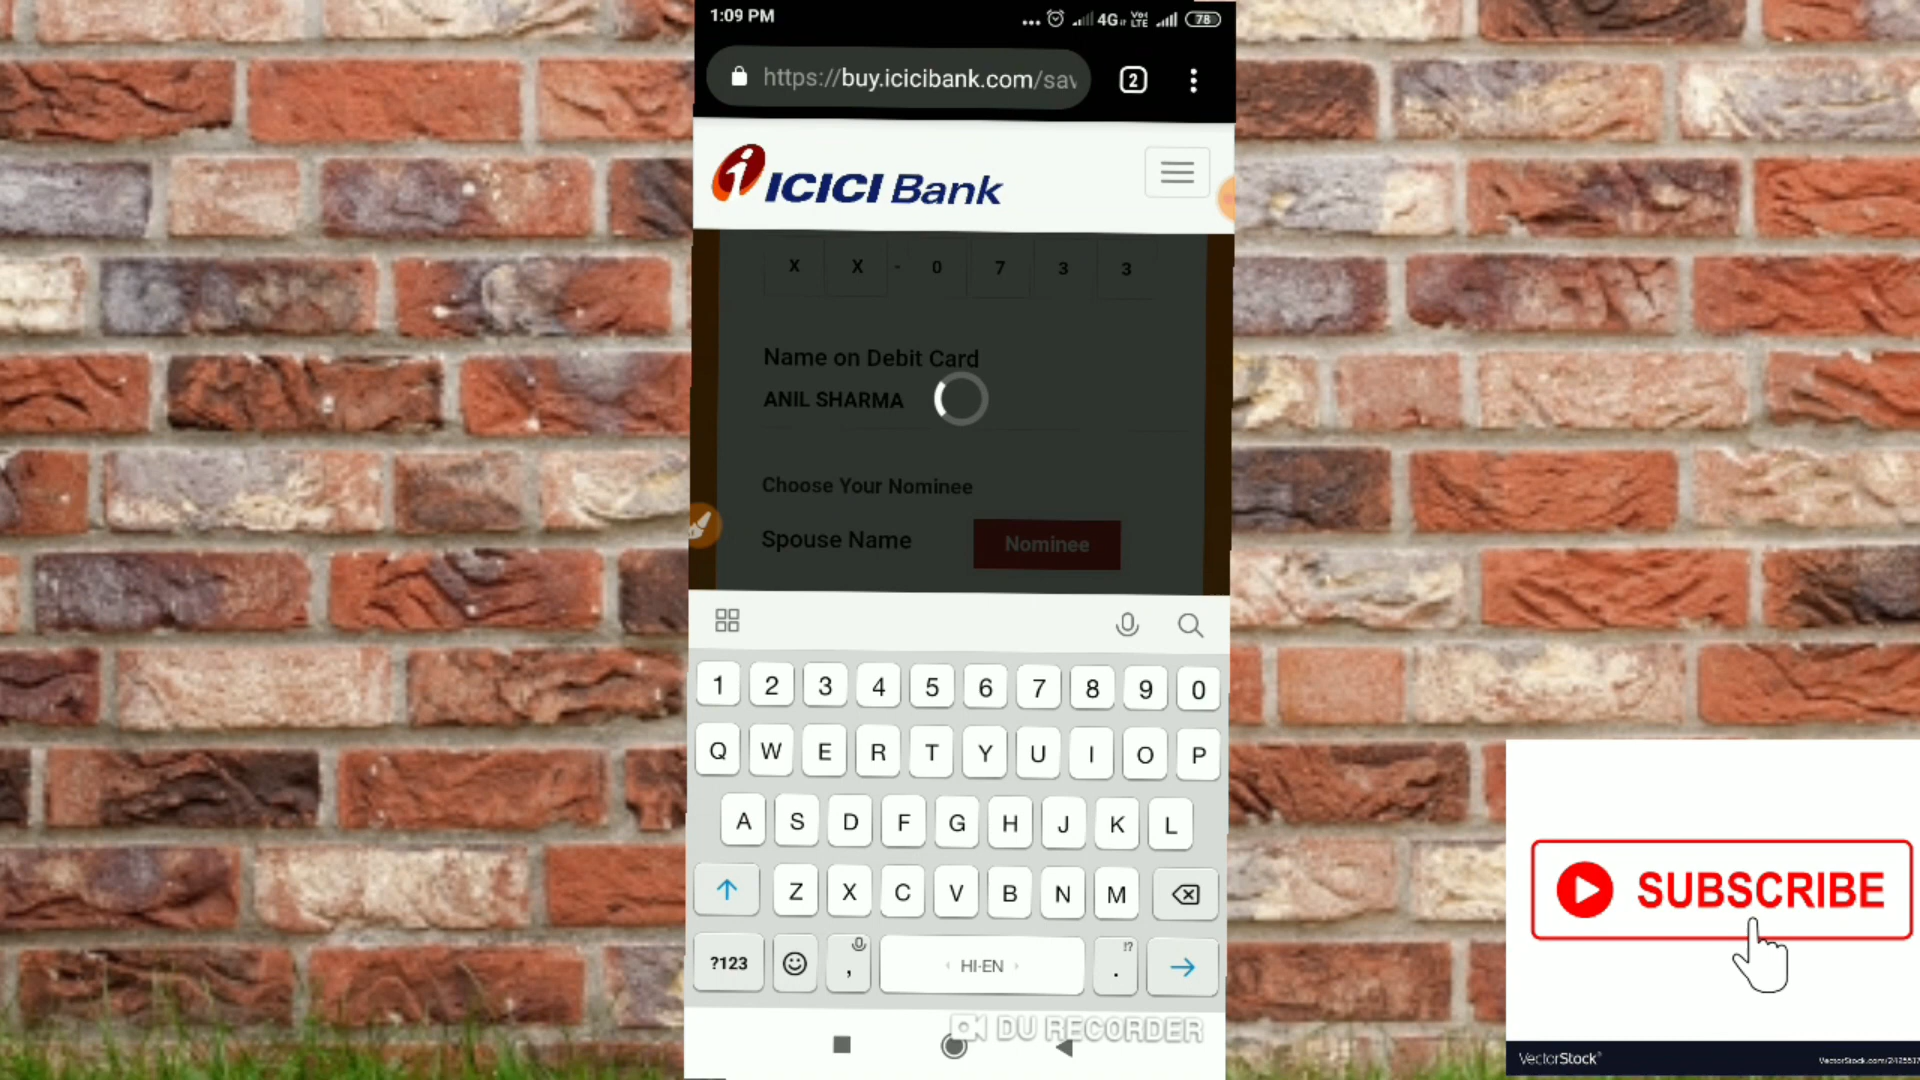 1:09 PM
4G Vo) LTE 78
https://buy.icicibank.com/sav
2
ICICI Bank
X X - 0 7 3 3
Name on Debit Card
ANIL SHARMA
Choose Your Nominee
Spouse Name
Nominee
1 2 3 4 5 6 7 8 9 0
Q W E R T Y U I O P
A S D F G H J K L
Z X C V B N M
?123 , HI-EN . !?
DU RECORDER
SUBSCRIBE
VectorStock®